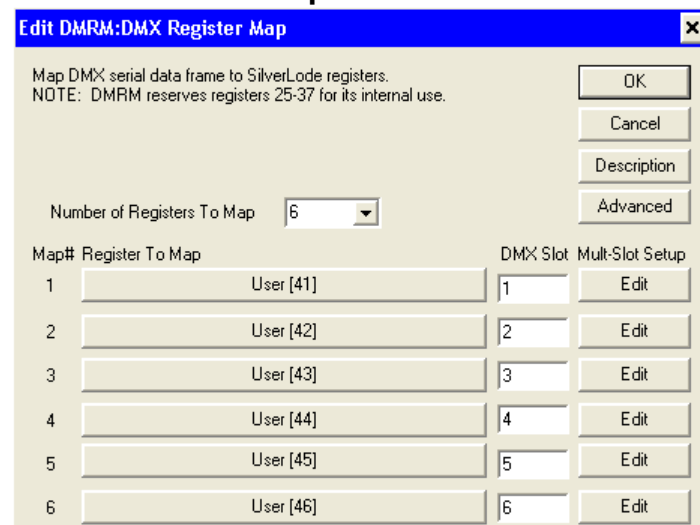 Edit DMRM:DMX Register Map
Map DMX serial data frame to SilverLode registers.
NOTE: DMRM reserves registers 25-37 for its internal use.
OK
Cancel
Description
Advanced
Number of Registers To Map 6
Map# Register To Map DMX Slot Mult-Slot Setup
1 User [41] 1 Edit
2 User [42] 2 Edit
3 User [43] 3 Edit
4 User [44] 4 Edit
5 User [45] 5 Edit
6 User [46] 6 Edit